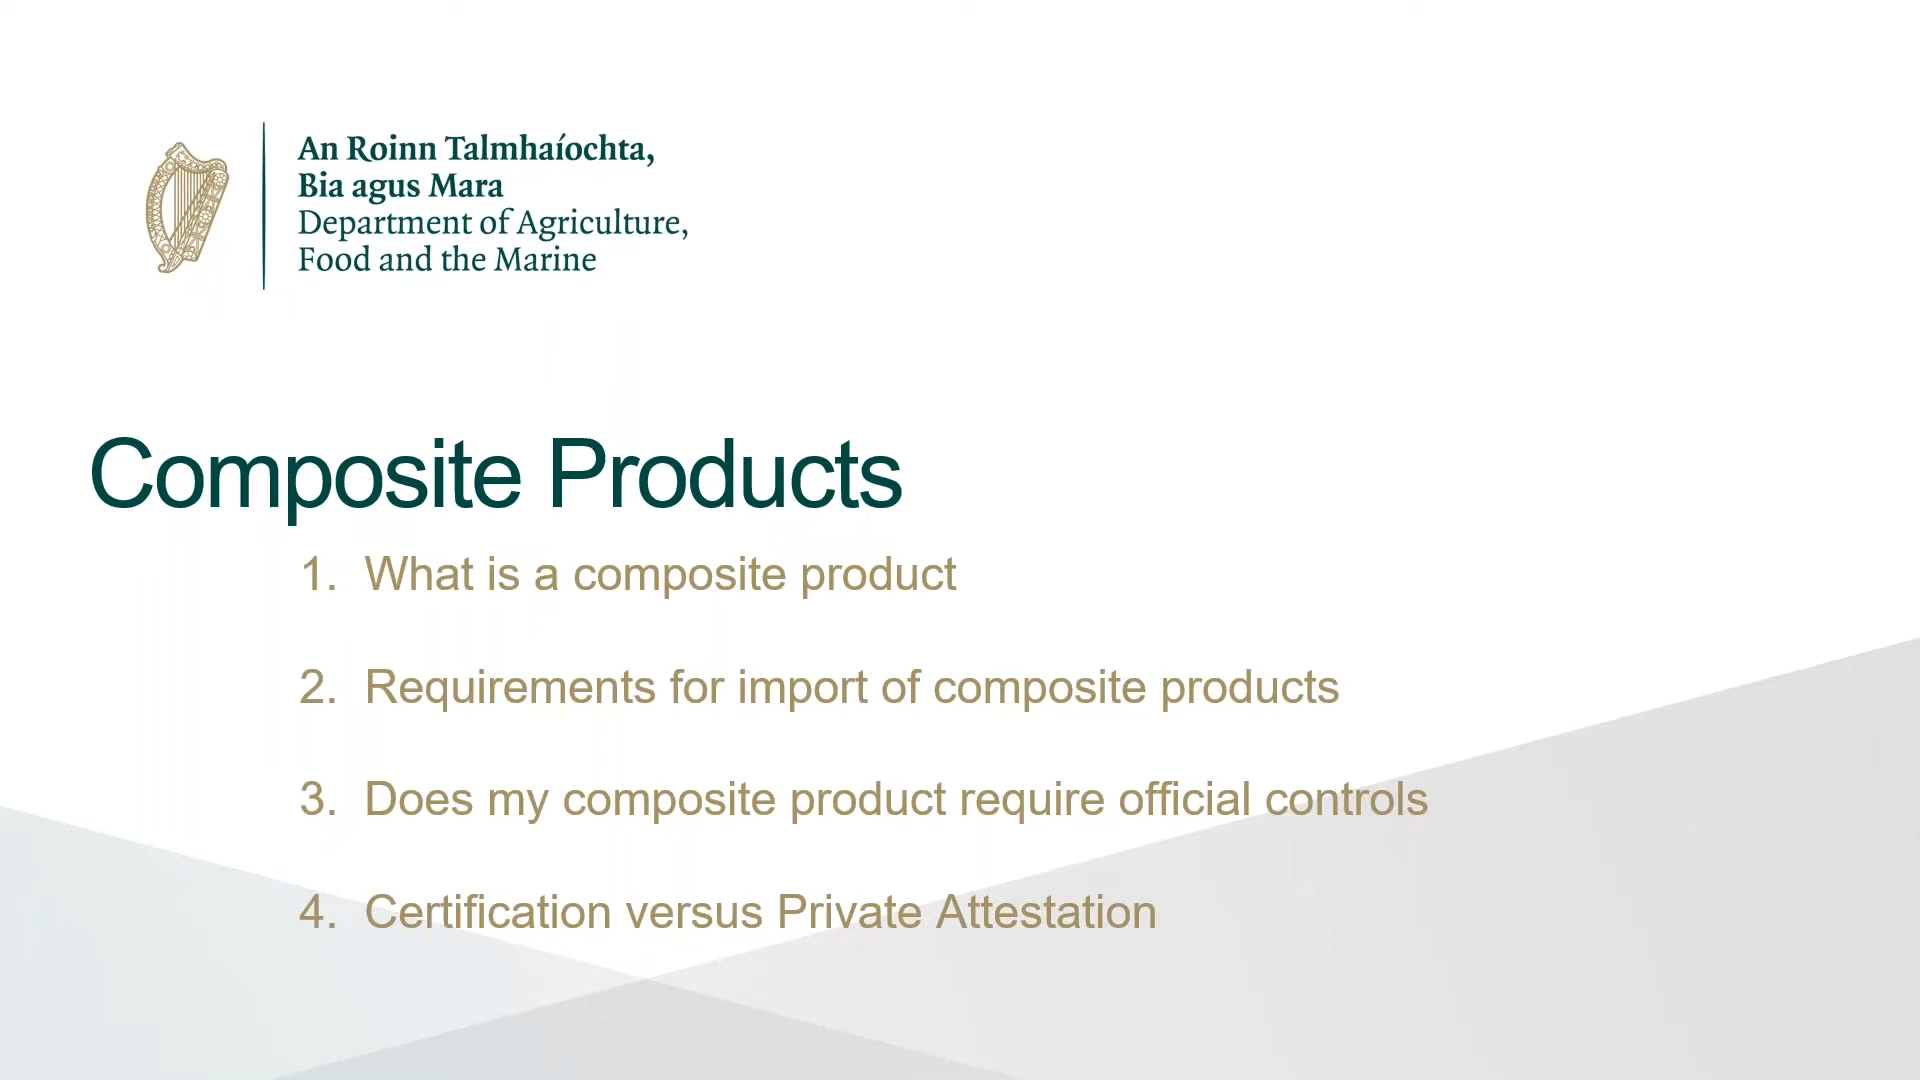 An Roinn Talmhaíochta,
Bia agus Mara
Department of Agriculture,
Food and the Marine
Composite Products
1. What is a composite product
2. Requirements for import of composite products
3. Does my composite product require official controls
4. Certification versus Private Attestation